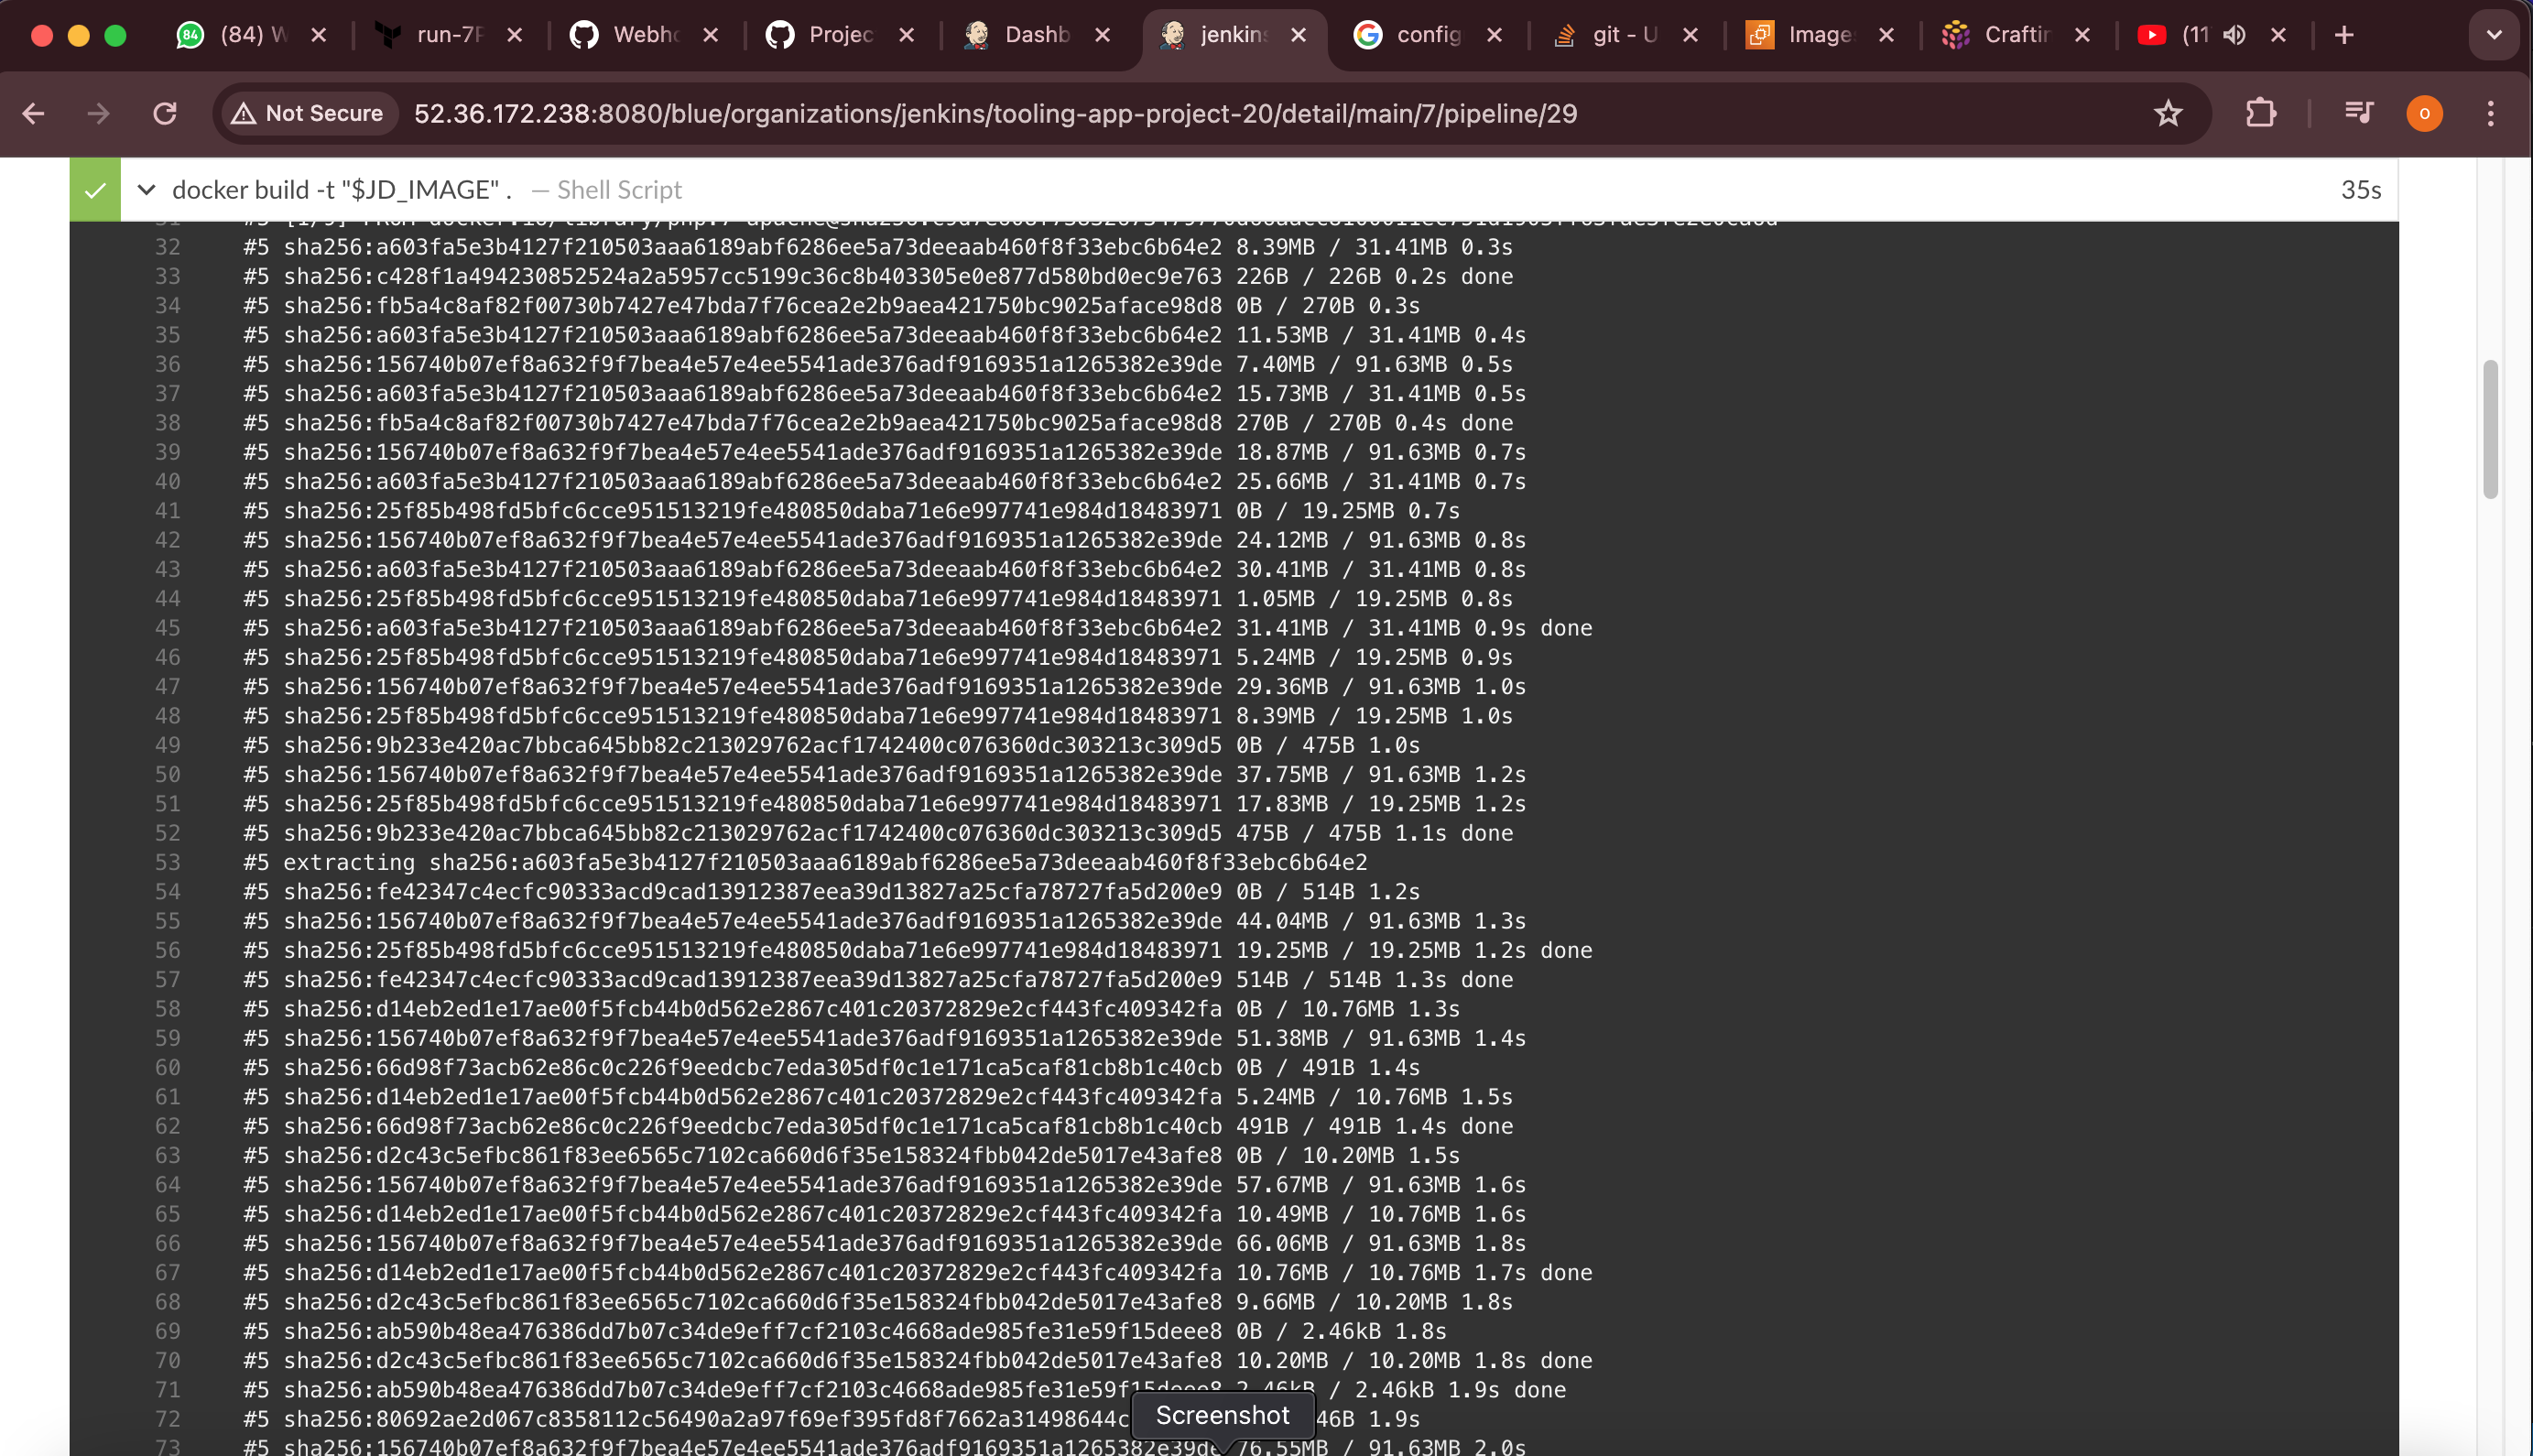 84 (84) W
run-7F
Webho
Projec
Dashb
jenkins
config
git - U
Image
Craftin
(11
Not Secure 52.36.172.238:8080/blue/organizations/jenkins/tooling-app-project-20/detail/main/7/pipeline/29
O
docker build -t "$JD_IMAGE" . — Shell Script 35s
32 #5 sha256:a603fa5e3b4127f210503aaa6189abf6286ee5a73deeaab460f8f33ebc6b64e2 8.39MB / 31.41MB 0.3s
33 #5 sha256:c428f1a494230852524a2a5957cc5199c36c8b403305e0e877d580bd0ec9e763 226B / 226B 0.2s done
34 #5 sha256:fb5a4c8af82f00730b7427e47bda7f76cea2e2b9aea421750bc9025aface98d8 0B / 270B 0.3s
35 #5 sha256:a603fa5e3b4127f210503aaa6189abf6286ee5a73deeaab460f8f33ebc6b64e2 11.53MB / 31.41MB 0.4s
36 #5 sha256:156740b07ef8a632f9f7bea4e57e4ee5541ade376adf9169351a1265382e39de 7.40MB / 91.63MB 0.5s
37 #5 sha256:a603fa5e3b4127f210503aaa6189abf6286ee5a73deeaab460f8f33ebc6b64e2 15.73MB / 31.41MB 0.5s
38 #5 sha256:fb5a4c8af82f00730b7427e47bda7f76cea2e2b9aea421750bc9025aface98d8 270B / 270B 0.4s done
39 #5 sha256:156740b07ef8a632f9f7bea4e57e4ee5541ade376adf9169351a1265382e39de 18.87MB / 91.63MB 0.7s
40 #5 sha256:a603fa5e3b4127f210503aaa6189abf6286ee5a73deeaab460f8f33ebc6b64e2 25.66MB / 31.41MB 0.7s
41 #5 sha256:25f85b498fd5bfc6cce951513219fe480850daba71e6e997741e984d18483971 0B / 19.25MB 0.7s
42 #5 sha256:156740b07ef8a632f9f7bea4e57e4ee5541ade376adf9169351a1265382e39de 24.12MB / 91.63MB 0.8s
43 #5 sha256:a603fa5e3b4127f210503aaa6189abf6286ee5a73deeaab460f8f33ebc6b64e2 30.41MB / 31.41MB 0.8s
44 #5 sha256:25f85b498fd5bfc6cce951513219fe480850daba71e6e997741e984d18483971 1.05MB / 19.25MB 0.8s
45 #5 sha256:a603fa5e3b4127f210503aaa6189abf6286ee5a73deeaab460f8f33ebc6b64e2 31.41MB / 31.41MB 0.9s done
46 #5 sha256:25f85b498fd5bfc6cce951513219fe480850daba71e6e997741e984d18483971 5.24MB / 19.25MB 0.9s
47 #5 sha256:156740b07ef8a632f9f7bea4e57e4ee5541ade376adf9169351a1265382e39de 29.36MB / 91.63MB 1.0s
48 #5 sha256:25f85b498fd5bfc6cce951513219fe480850daba71e6e997741e984d18483971 8.39MB / 19.25MB 1.0s
49 #5 sha256:9b233e420ac7bbca645bb82c213029762acf1742400c076360dc303213c309d5 0B / 475B 1.0s
50 #5 sha256:156740b07ef8a632f9f7bea4e57e4ee5541ade376adf9169351a1265382e39de 37.75MB / 91.63MB 1.2s
51 #5 sha256:25f85b498fd5bfc6cce951513219fe480850daba71e6e997741e984d18483971 17.83MB / 19.25MB 1.2s
52 #5 sha256:9b233e420ac7bbca645bb82c213029762acf1742400c076360dc303213c309d5 475B / 475B 1.1s done
53 #5 extracting sha256:a603fa5e3b4127f210503aaa6189abf6286ee5a73deeaab460f8f33ebc6b64e2
54 #5 sha256:fe42347c4ecfc90333acd9cad13912387eea39d13827a25cfa78727fa5d200e9 0B / 514B 1.2s
55 #5 sha256:156740b07ef8a632f9f7bea4e57e4ee5541ade376adf9169351a1265382e39de 44.04MB / 91.63MB 1.3s
56 #5 sha256:25f85b498fd5bfc6cce951513219fe480850daba71e6e997741e984d18483971 19.25MB / 19.25MB 1.2s done
57 #5 sha256:fe42347c4ecfc90333acd9cad13912387eea39d13827a25cfa78727fa5d200e9 514B / 514B 1.3s done
58 #5 sha256:d14eb2ed1e17ae00f5fcb44b0d562e2867c401c20372829e2cf443fc409342fa 0B / 10.76MB 1.3s
59 #5 sha256:156740b07ef8a632f9f7bea4e57e4ee5541ade376adf9169351a1265382e39de 51.38MB / 91.63MB 1.4s
60 #5 sha256:66d98f73acb62e86c0c226f9eedcbc7eda305df0c1e171ca5caf81cb8b1c40cb 0B / 491B 1.4s
61 #5 sha256:d14eb2ed1e17ae00f5fcb44b0d562e2867c401c20372829e2cf443fc409342fa 5.24MB / 10.76MB 1.5s
62 #5 sha256:66d98f73acb62e86c0c226f9eedcbc7eda305df0c1e171ca5caf81cb8b1c40cb 491B / 491B 1.4s done
63 #5 sha256:d2c43c5efbc861f83ee6565c7102ca660d6f35e158324fbb042de5017e43afe8 0B / 10.20MB 1.5s
64 #5 sha256:156740b07ef8a632f9f7bea4e57e4ee5541ade376adf9169351a1265382e39de 57.67MB / 91.63MB 1.6s
65 #5 sha256:d14eb2ed1e17ae00f5fcb44b0d562e2867c401c20372829e2cf443fc409342fa 10.49MB / 10.76MB 1.6s
66 #5 sha256:156740b07ef8a632f9f7bea4e57e4ee5541ade376adf9169351a1265382e39de 66.06MB / 91.63MB 1.8s
67 #5 sha256:d14eb2ed1e17ae00f5fcb44b0d562e2867c401c20372829e2cf443fc409342fa 10.76MB / 10.76MB 1.7s done
68 #5 sha256:d2c43c5efbc861f83ee6565c7102ca660d6f35e158324fbb042de5017e43afe8 9.66MB / 10.20MB 1.8s
69 #5 sha256:ab590b48ea476386dd7b07c34de9eff7cf2103c4668ade985fe31e59f15deee8 0B / 2.46kB 1.8s
70 #5 sha256:d2c43c5efbc861f83ee6565c7102ca660d6f35e158324fbb042de5017e43afe8 10.20MB / 10.20MB 1.8s done
71 #5 sha256:ab590b48ea476386dd7b07c34de9eff7cf2103c4668ade985fe31e59f15deee8 2.46kB / 2.46kB 1.9s done
72 #5 sha256:80692ae2d067c8358112c56490a2a97f69ef395fd8f7662a31498644c 46B 1.9s
73 #5 sha256:156740b07ef8a632f9f7bea4e57e4ee5541ade376adf9169351a1265382e39de 76.55MB / 91.63MB 2.0s
Screenshot